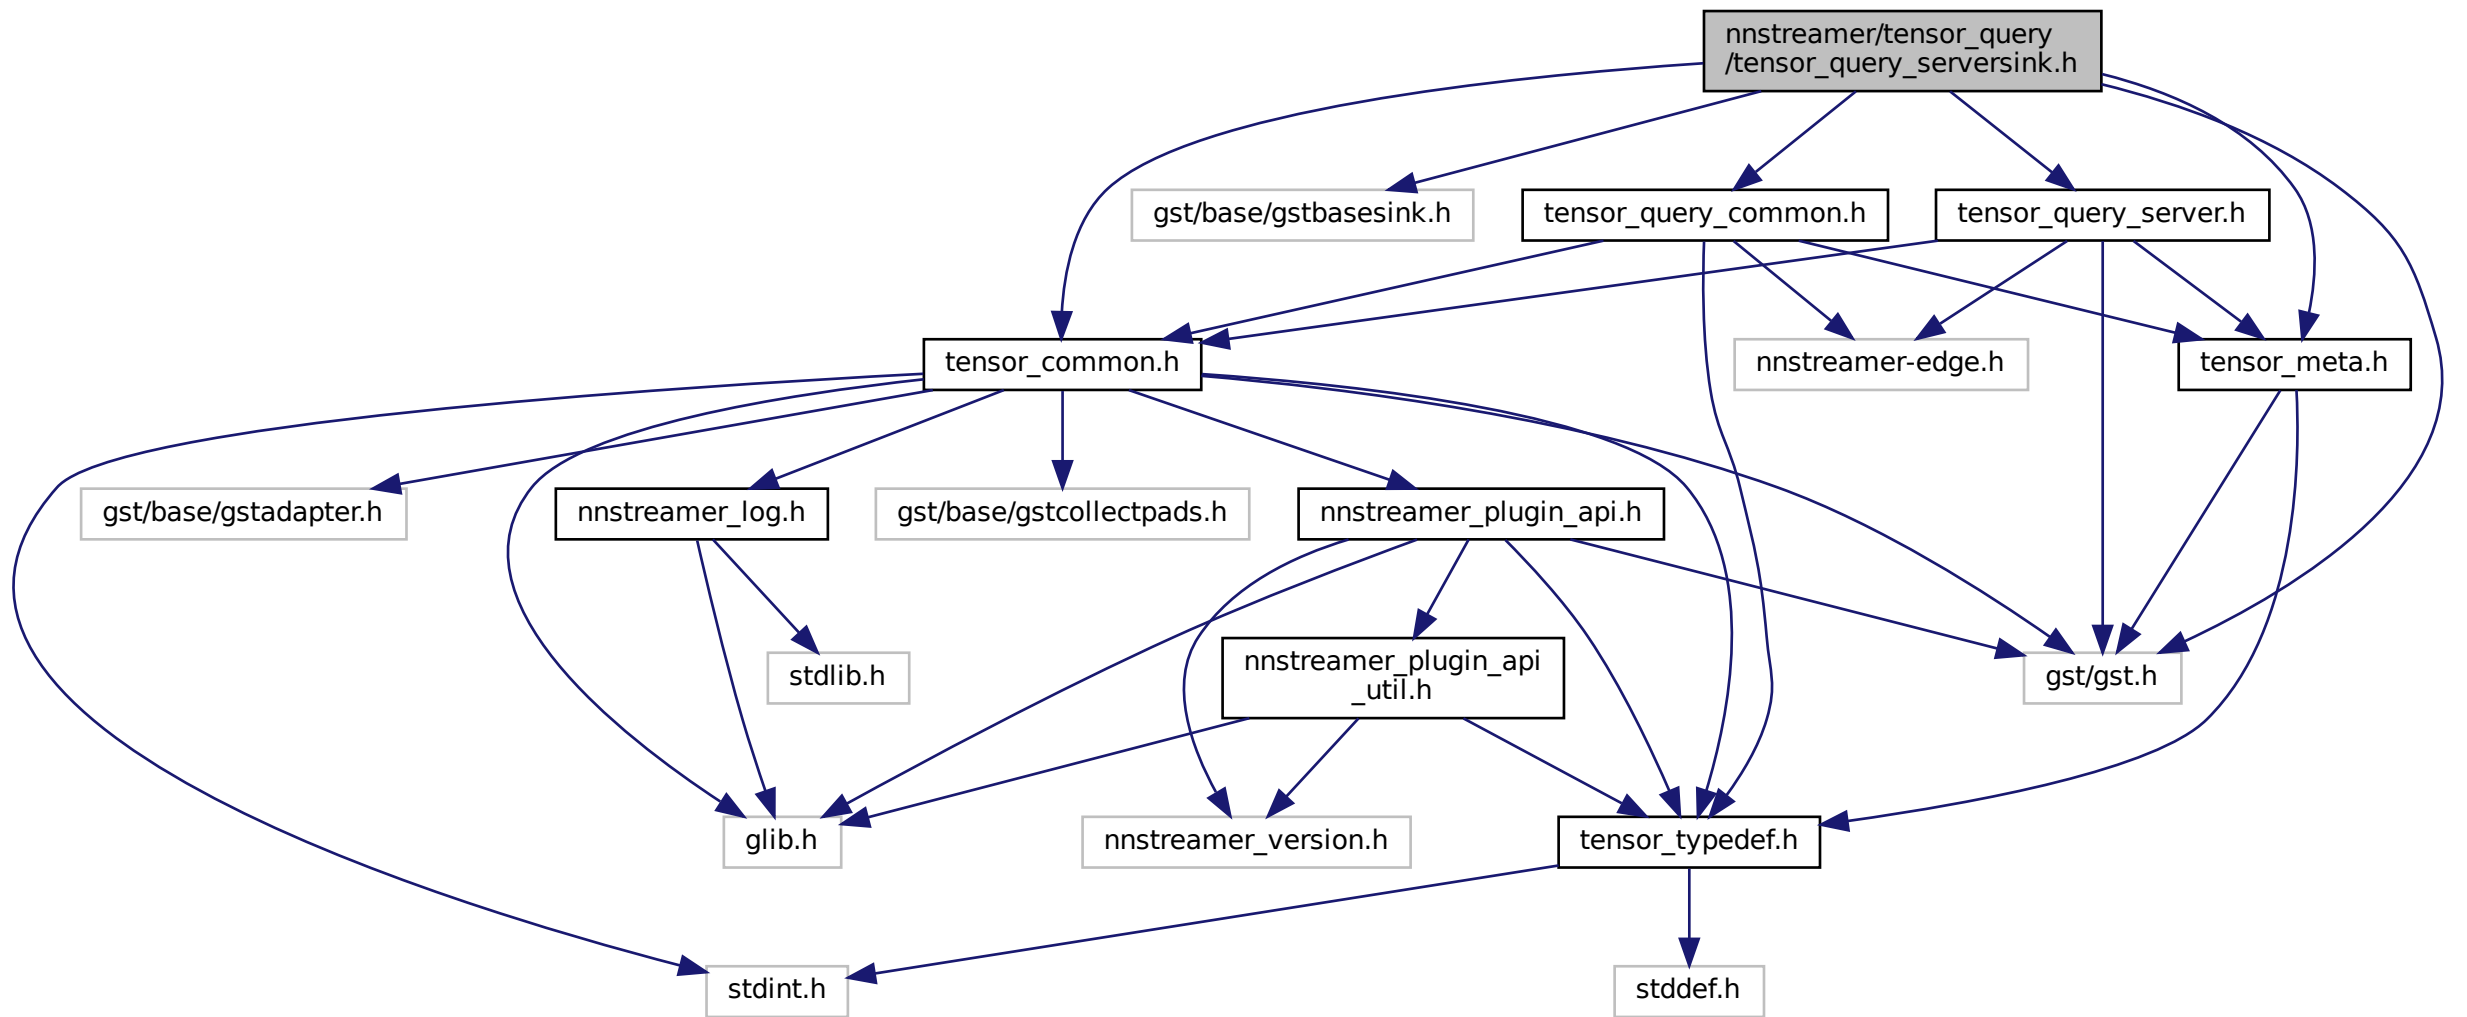 nnstreamer/tensor_query
/tensor_query_serversink.h
gst/base/gstbasesink.h
tensor_query_common.h
tensor_query_server.h
tensor_common.h
nnstreamer-edge.h
tensor_meta.h
gst/base/gstadapter.h
nnstreamer_log.h
gst/base/gstcollectpads.h
nnstreamer_plugin_api.h
stdlib.h
nnstreamer_plugin_api
_util.h
gst/gst.h
glib.h
nnstreamer_version.h
tensor_typedef.h
stdint.h
stddef.h